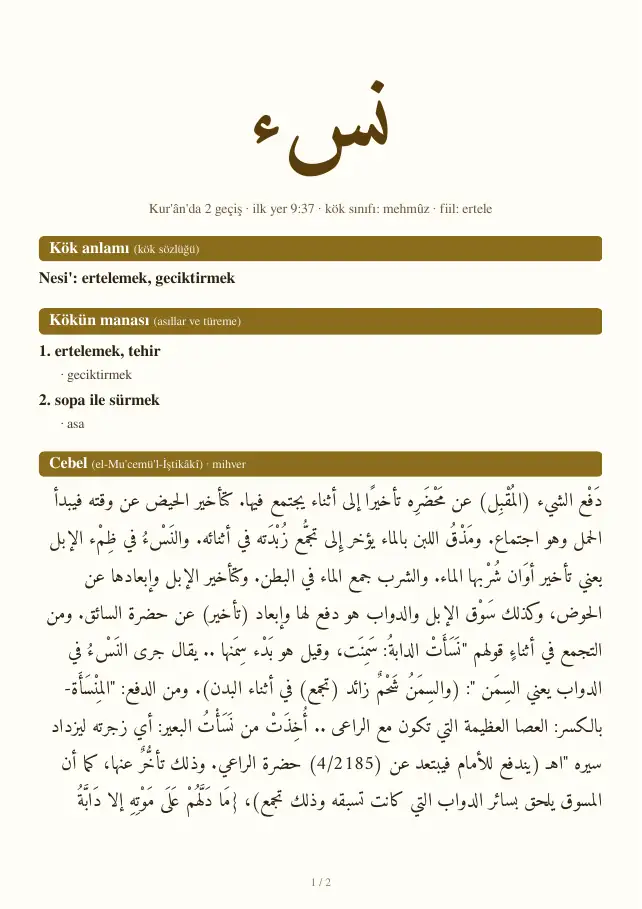 نسء
Kur'ân'da 2 geçiş · ilk yer 9:37 · kök sınıfı: mehmûz · fiil: ertele
Kök anlamı (kök sözlüğü)
Nesi': ertelemek, geciktirmek
Kökün manası (asıllar ve türeme)
1. ertelemek, tehir
· geciktirmek
2. sopa ile sürmek
· asa
Cebel (el-Mu'cemü'l-İştikâkî) · mihver
دَفْع الشيء (المُقْبِل) عن مَحْضَرِه تأخيرًا إلى أثناء يجتمع فيها. كتأخير الحيض عن وقته فيبدأ
الحمل وهو اجتماع. ومَذْقُ اللبن بالماء يؤخر إِلى تجمُّع زُبْدَته في أثنائه. والنَسْءُ في ظِمْء الإبل
يعني تأخير أوَان شُرْبها الماء. والشرب جمع الماء في البطن. وكتأخير الإبل وإبعادها عن
الحوض، وكذلك سَوْق الإبل والدواب هو دفع لها وإبعاد (تأخير) عن حضرة السائق. ومن
التجمع في أثناءٍ قولهم "نَسَأَتْ الدابةُ: سَمِنَت، وقيل هو بَدْء سِمَنها .. يقال جرى النَسْءُ في
الدواب يعني السِمَن ": (والسِمَنُ شَحْمٌ زائد (تجمع) في أثناء البدن). ومن الدفع: "المِنْسَأَة-
بالكسر: العصا العظيمة التي تكون مع الراعى .. أُخِذَتْ من نَسَأْتُ البعير: أي زجرته ليزداد
سيره "اهـ (يندفع للأمام فيبتعد عن (4/2185) حضرة الراعي. وذلك تأخُّرٌ عنها، كما أن
المسوق يلحق بسائر الدواب التي كانت تسبقه وذلك تجمع)، {مَا دَلَّهُمْ عَلَى مَوْتِهِ إلا دَابَّةُ
1 / 2